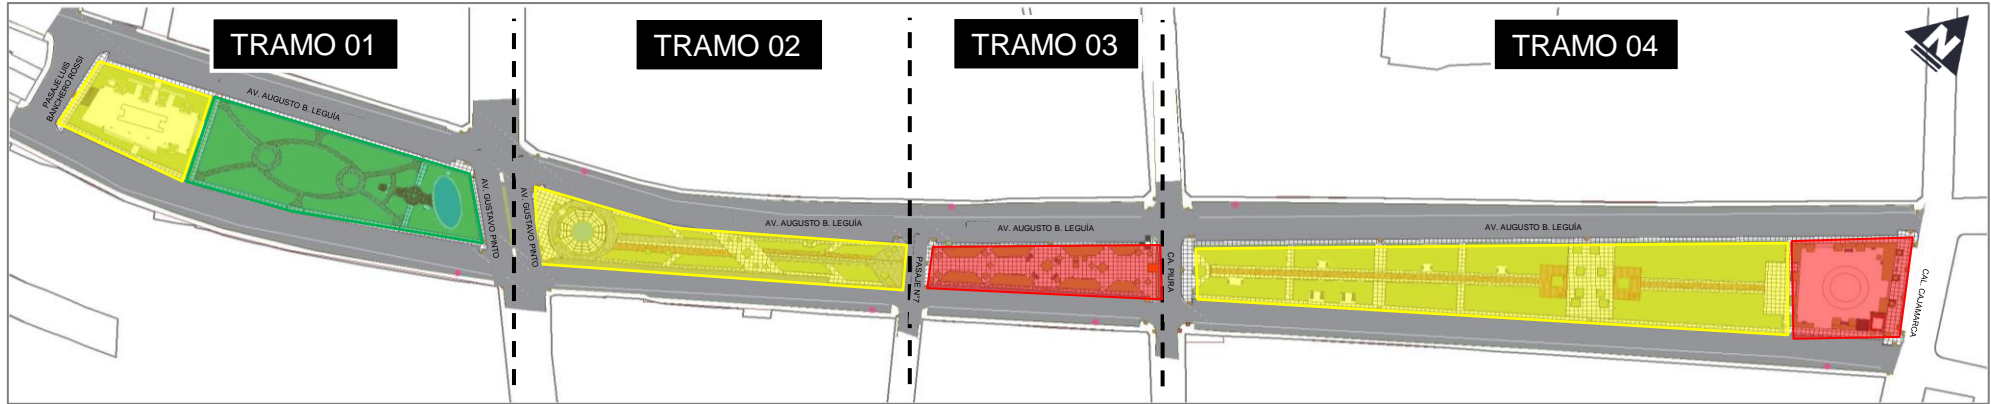 TRAMO 01
TRAMO 02
TRAMO 03
TRAMO 04
N
PASAJE LUIS
BANCHERO ROSSI
AV. AUGUSTO B. LEGUÍA
AV. GUSTAVO PINTO
AV. GUSTAVO PINTO
AV. AUGUSTO B. LEGUÍA
PASAJE N°7
AV. AUGUSTO B. LEGUÍA
CA. PIURA
AV. AUGUSTO B. LEGUÍA
CAL. CAJAMARCA